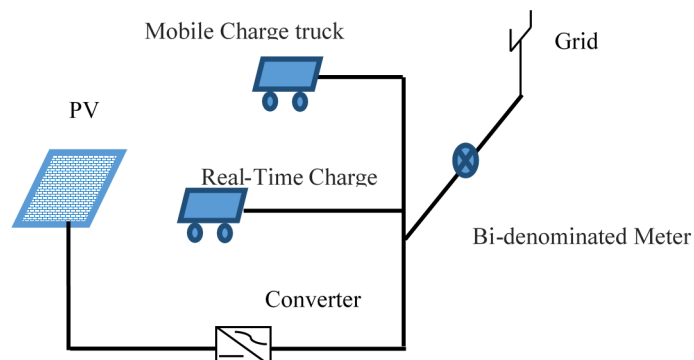 Mobile Charge truck
Grid
PV
Real-Time Charge
Bi-denominated Meter
Converter